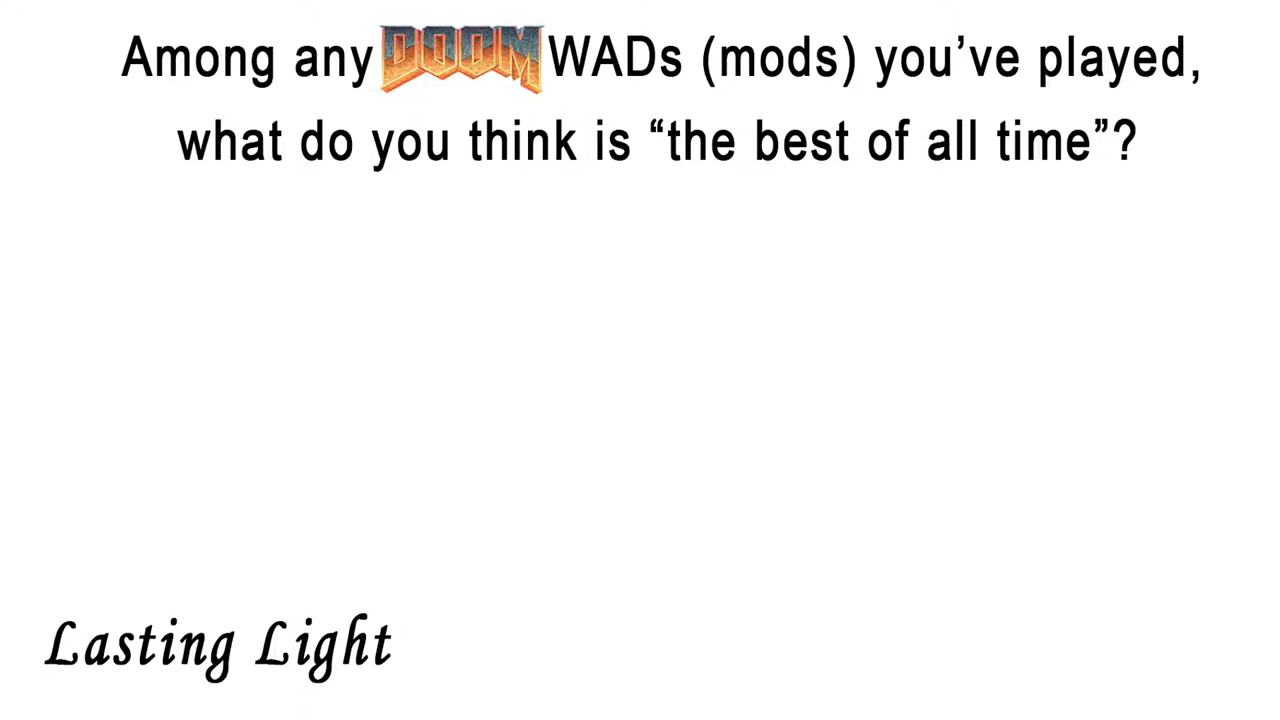 Among any DOOM WADs (mods) you’ve played,
what do you think is “the best of all time”?
Lasting Light